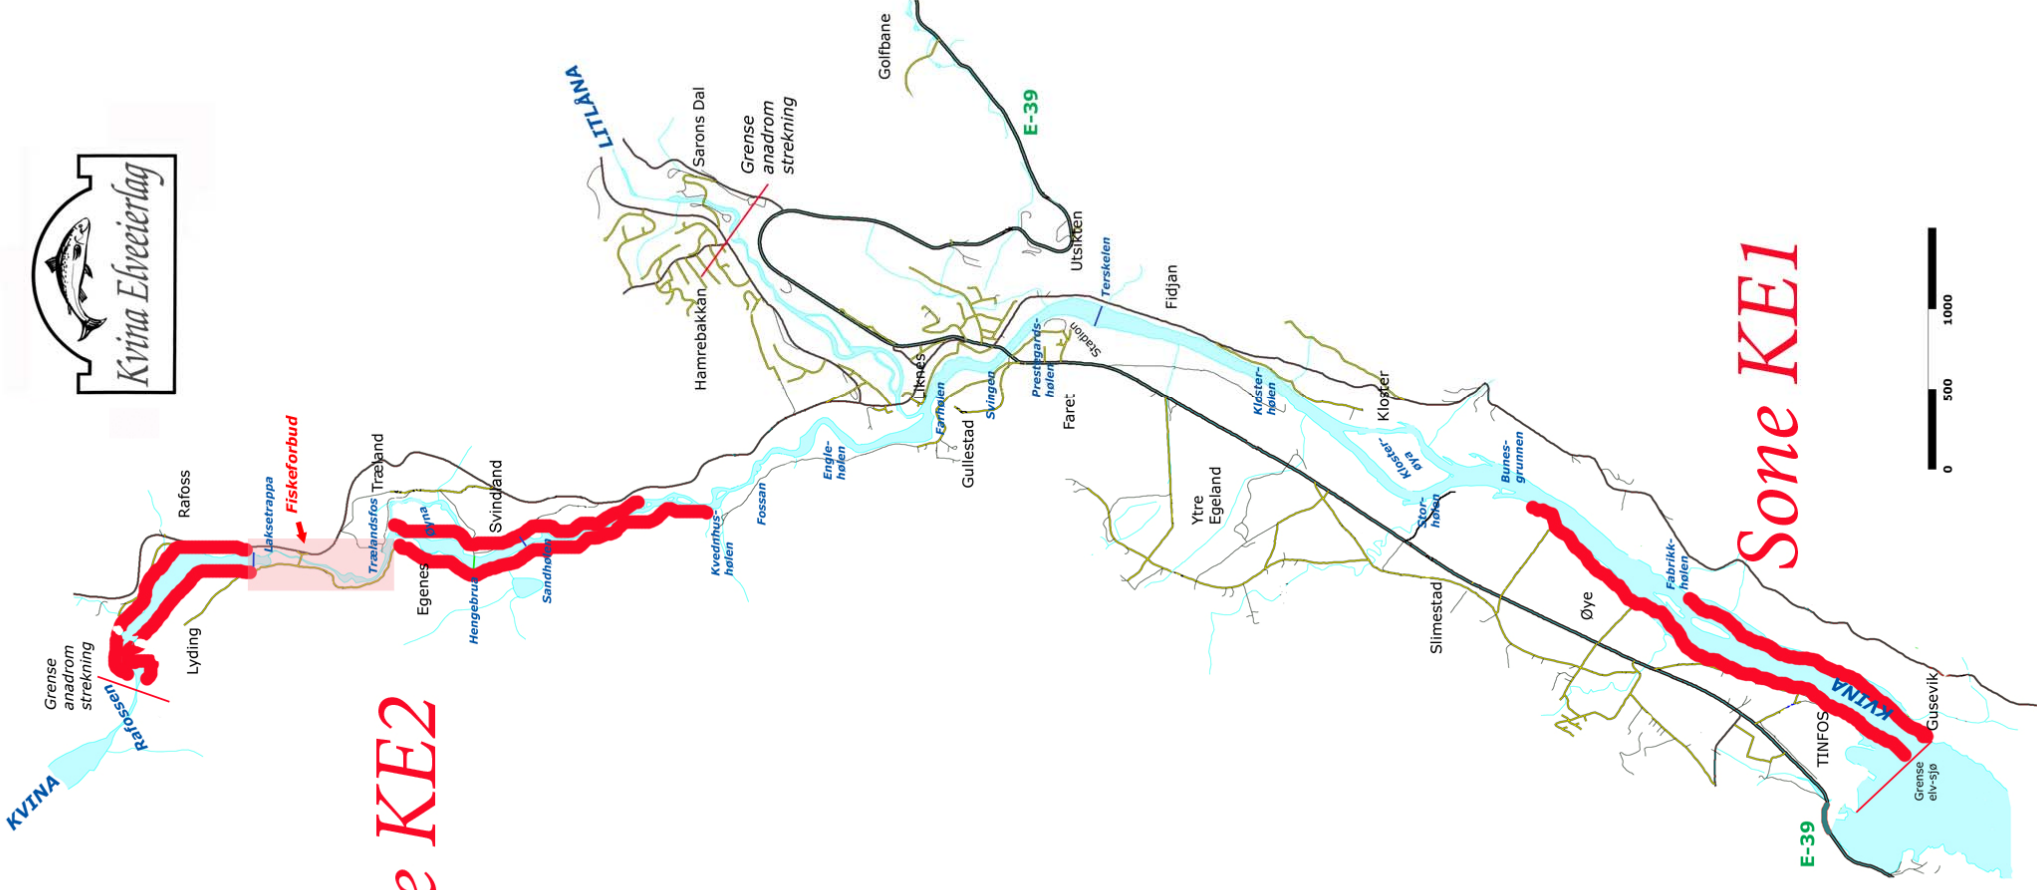 Kvina Elveeierlag
KVINA
Rafossen
Grense
anadrom
strekning
Lyding
Rafoss
Laksetrappa
Fiskeforbud
Træland
Trælandsfos
Øyna
Egenes
Svindland
Hengebrua
Sandhølen
Kvednhus-
hølen
Fossan
Engle-
hølen
LITLÅNA
Sarons Dal
Grense
anadrom
strekning
Hamrebakkan
Liknes
Farhølen
Gullestad
Svingen
Prestegards-
hølen
Stadion
Faret
Golfbane
E-39
Utsikten
Terskelen
Fidjan
Kloster-
hølen
Kloster
Kloster-
øya
Stor-
hølen
Bunes-
grunnen
Ytre
Egeland
Slimestad
Øye
Fabrikk-
hølen
KVINA
TINFOS
Gusevik
Grense
elv-sjø
E-39
Sone KE1
e KE2
0
500
1000